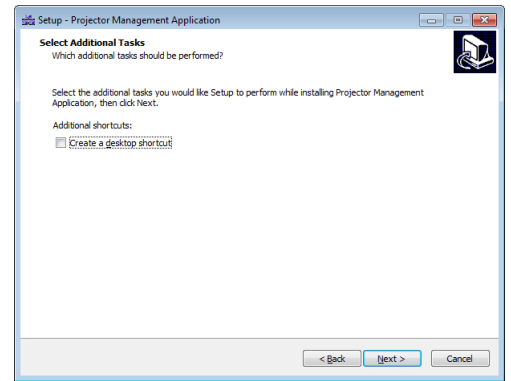 Setup - Projector Management Application
Select Additional Tasks
Which additional tasks should be performed?
Select the additional tasks you would like Setup to perform while installing Projector Management
Application, then click Next.
Additional shortcuts:
Create a desktop shortcut
< Back Next > Cancel